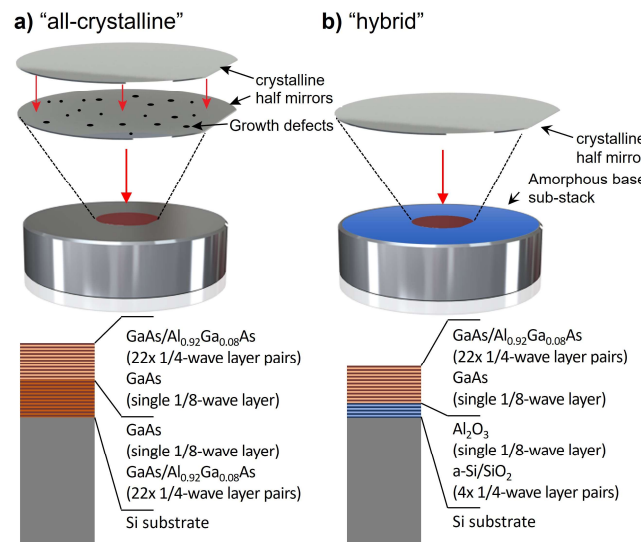 a) “all-crystalline”
crystalline
half mirrors
Growth defects
GaAs/Al₀.₉₂Ga₀.₀₈As
(22x 1/4-wave layer pairs)
GaAs
(single 1/8-wave layer)
GaAs
(single 1/8-wave layer)
GaAs/Al₀.₉₂Ga₀.₀₈As
(22x 1/4-wave layer pairs)
Si substrate
b) “hybrid”
crystalline
half mirro
Amorphous base
sub-stack
GaAs/Al₀.₉₂Ga₀.₀₈As
(22x 1/4-wave layer pairs)
GaAs
(single 1/8-wave layer)
Al₂O₃
(single 1/8-wave layer)
a-Si/SiO₂
(4x 1/4-wave layer pairs)
Si substrate